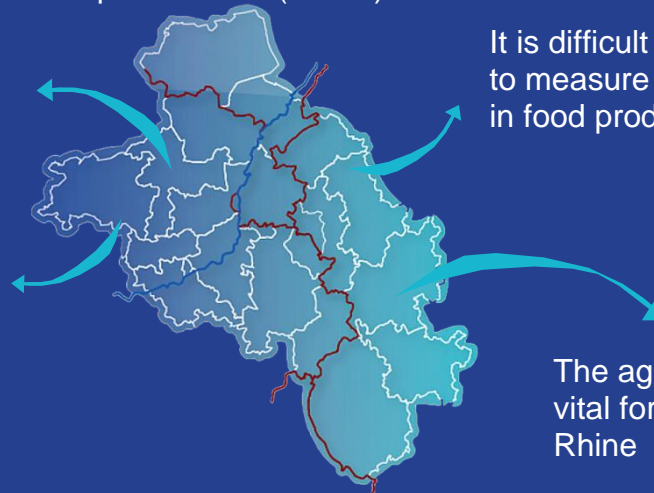 It is difficult
to measure
in food prod
The ag
vital for
Rhine